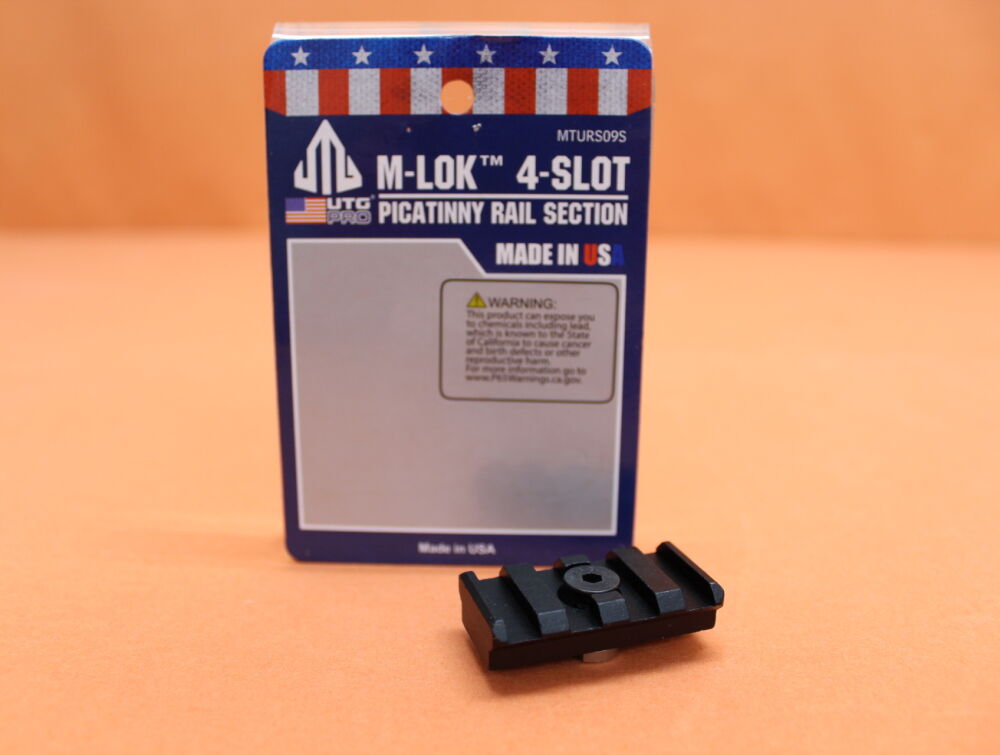 MTURS09S
M-LOK™ 4-SLOT
UTG
PRO®
PICATINNY RAIL SECTION
MADE IN USA
WARNING:
This product can expose you
to chemicals including lead,
which is known to the State
of California to cause cancer
and birth defects or other
reproductive harm.
For more information go to
www.P65Warnings.ca.gov.
Made in USA